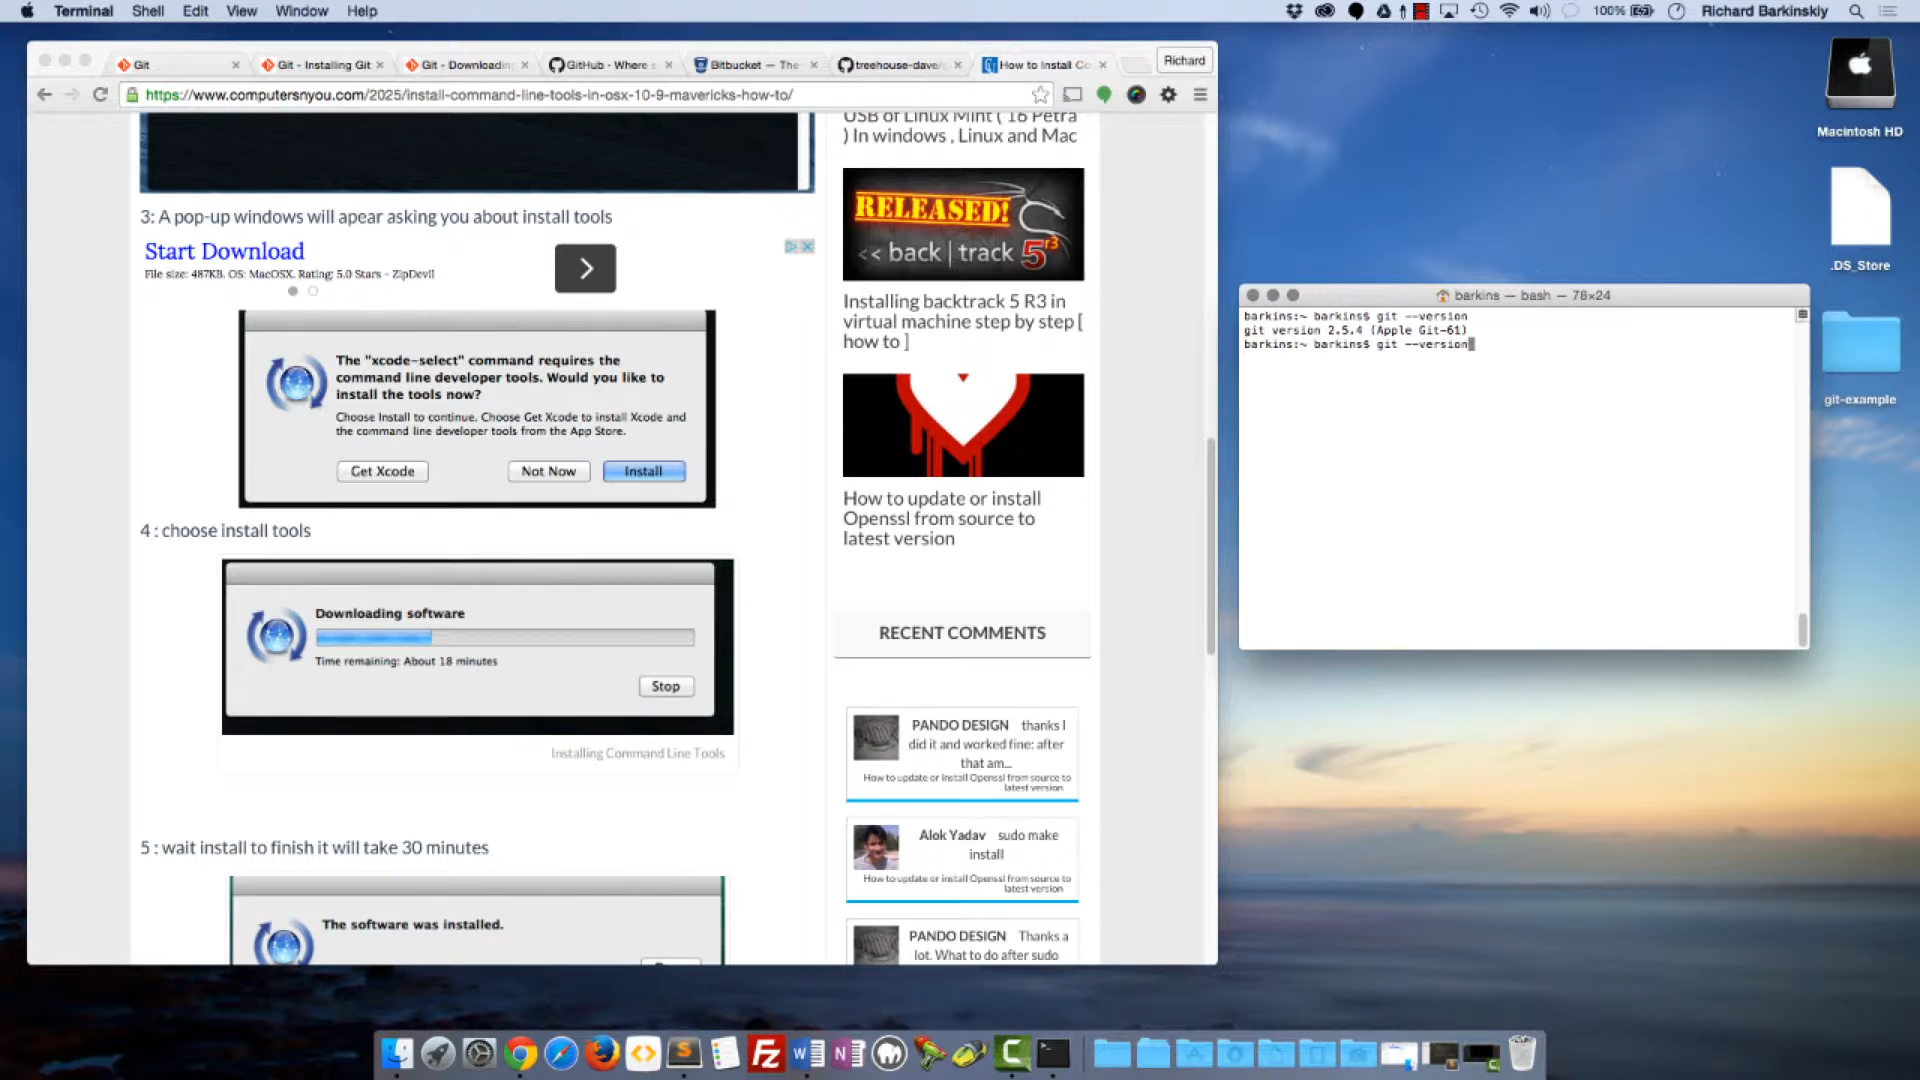 Terminal Shell Edit View Window Help
100% Richard Barkinskiy
Git
Git - Installing Git
Git - Downloading
GitHub - Where s
Bitbucket — The
treehouse-dave/
How to Install Co
Richard
https://www.computersnyou.com/2025/install-command-line-tools-in-osx-10-9-mavericks-how-to/
3: A pop-up windows will apear asking you about install tools
Start Download
File size: 487KB, OS: MacOSX, Rating: 5.0 Stars - ZipDevil
The "xcode-select" command requires the
command line developer tools. Would you like to
install the tools now?
Choose Install to continue. Choose Get Xcode to install Xcode and
the command line developer tools from the App Store.
Get Xcode Not Now Install
4 : choose install tools
Downloading software
Time remaining: About 18 minutes
Stop
Installing Command Line Tools
5 : wait install to finish it will take 30 minutes
The software was installed.
USB of Linux Mint ( 16 Petra
) In windows , Linux and Mac
RELEASED!
<< back | track 5 r3
Installing backtrack 5 R3 in
virtual machine step by step [
how to ]
How to update or install
Openssl from source to
latest version
RECENT COMMENTS
PANDO DESIGN thanks I
did it and worked fine: after
that am...
How to update or Install Openssl from source to
latest version
Alok Yadav sudo make
install
How to update or install Openssl from source to
latest version
PANDO DESIGN Thanks a
lot. What to do after sudo
barkins — bash — 78×24
barkins:~ barkins$ git --version
git version 2.5.4 (Apple Git-61)
barkins:~ barkins$ git --version
Macintosh HD
.DS_Store
git-example